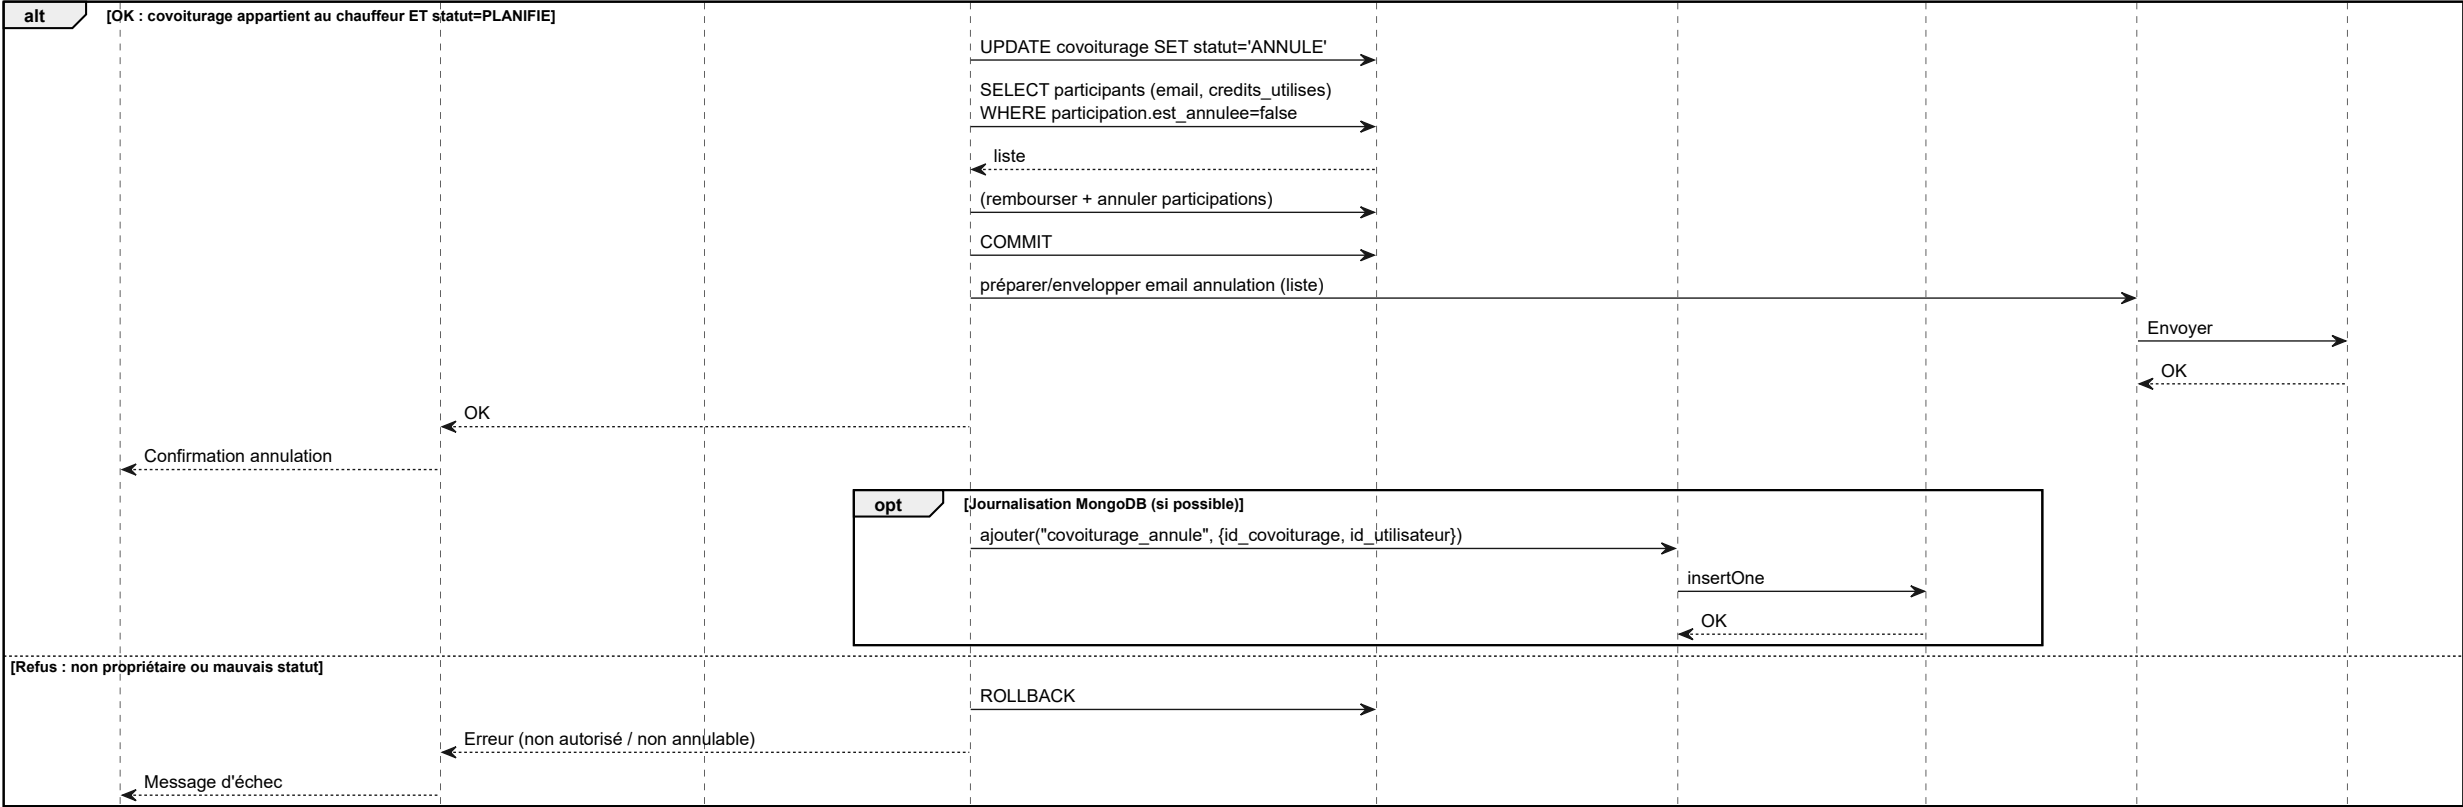 alt
[OK : covoiturage appartient au chauffeur ET statut=PLANIFIE]
UPDATE covoiturage SET statut='ANNULE'
SELECT participants (email, credits_utilises)
WHERE participation.est_annulee=false
liste
(rembourser + annuler participations)
COMMIT
préparer/envelopper email annulation (liste)
Envoyer
OK
OK
Confirmation annulation
opt
[Journalisation MongoDB (si possible)]
ajouter("covoiturage_annule", {id_covoiturage, id_utilisateur})
insertOne
OK
[Refus : non propriétaire ou mauvais statut]
ROLLBACK
Erreur (non autorisé / non annulable)
Message d'échec